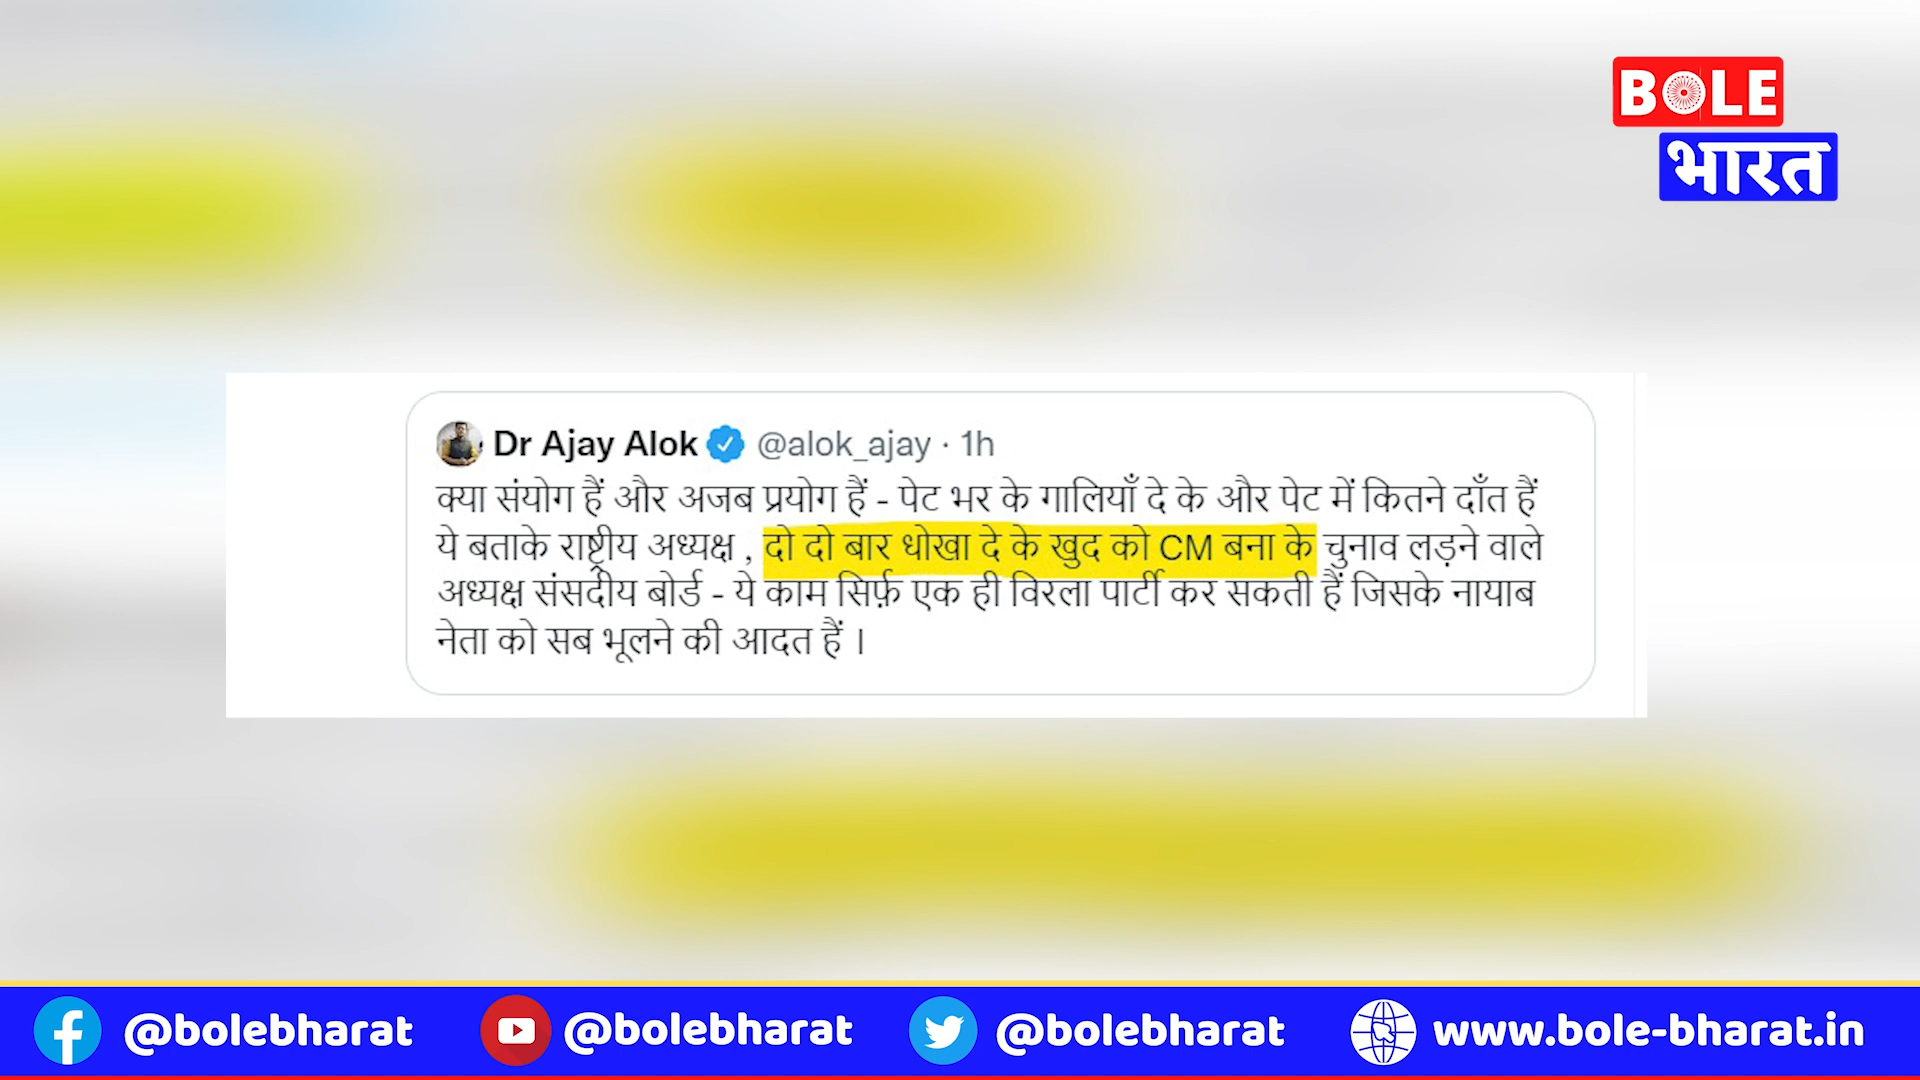 BOLE
भारत
Dr Ajay Alok @alok_ajay · 1h
क्या संयोग हैं और अजब प्रयोग हैं - पेट भर के गालियाँ दे के और पेट में कितने दाँत हैं
ये बताके राष्ट्रीय अध्यक्ष , दो दो बार धोखा दे के खुद को CM बना के चुनाव लड़ने वाले
अध्यक्ष संसदीय बोर्ड - ये काम सिर्फ़ एक ही विरला पार्टी कर सकती हैं जिसके नायाब
नेता को सब भूलने की आदत हैं ।
@bolebharat @bolebharat @bolebharat www.bole-bharat.in